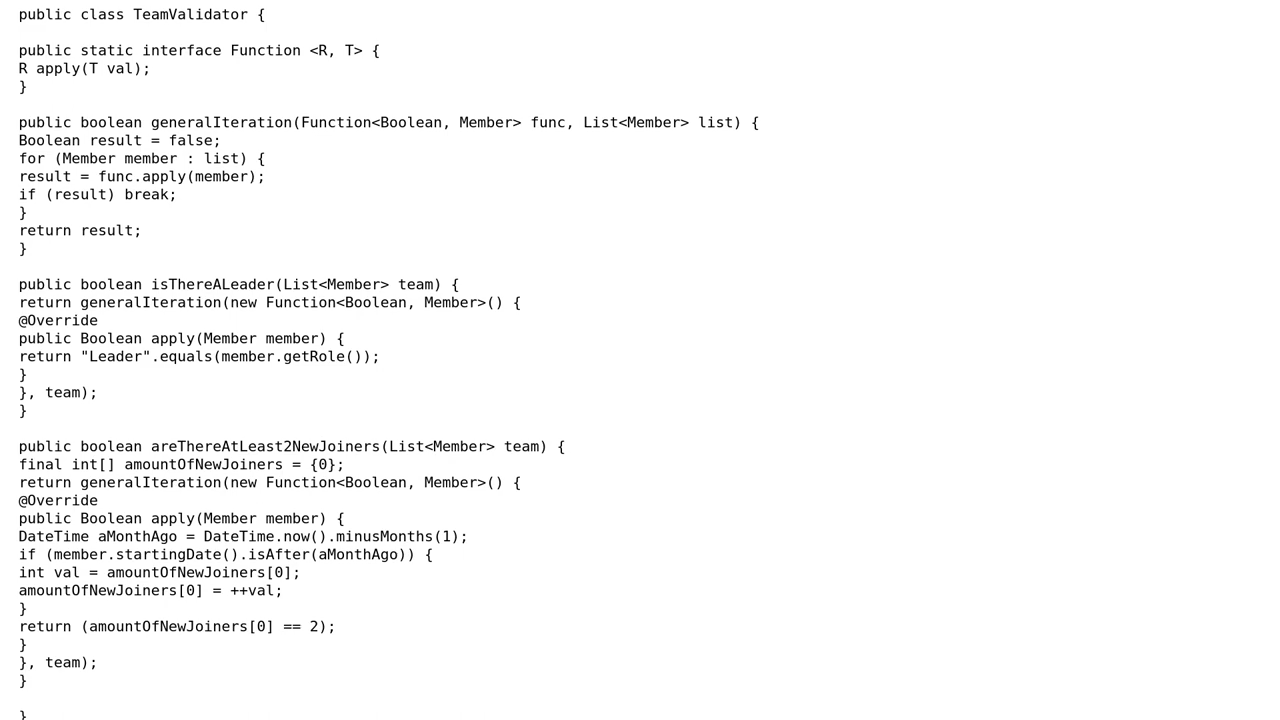 public class TeamValidator {
public static interface Function <R, T> {
R apply(T val);
}
public boolean generalIteration(Function<Boolean, Member> func, List<Member> list) {
Boolean result = false;
for (Member member : list) {
result = func.apply(member);
if (result) break;
}
return result;
}
public boolean isThereALeader(List<Member> team) {
return generalIteration(new Function<Boolean, Member>() {
@Override
public Boolean apply(Member member) {
return "Leader".equals(member.getRole());
}
}, team);
}
public boolean areThereAtLeast2NewJoiners(List<Member> team) {
final int[] amountOfNewJoiners = {0};
return generalIteration(new Function<Boolean, Member>() {
@Override
public Boolean apply(Member member) {
DateTime aMonthAgo = DateTime.now().minusMonths(1);
if (member.startingDate().isAfter(aMonthAgo)) {
int val = amountOfNewJoiners[0];
amountOfNewJoiners[0] = ++val;
}
return (amountOfNewJoiners[0] == 2);
}
}, team);
}
}